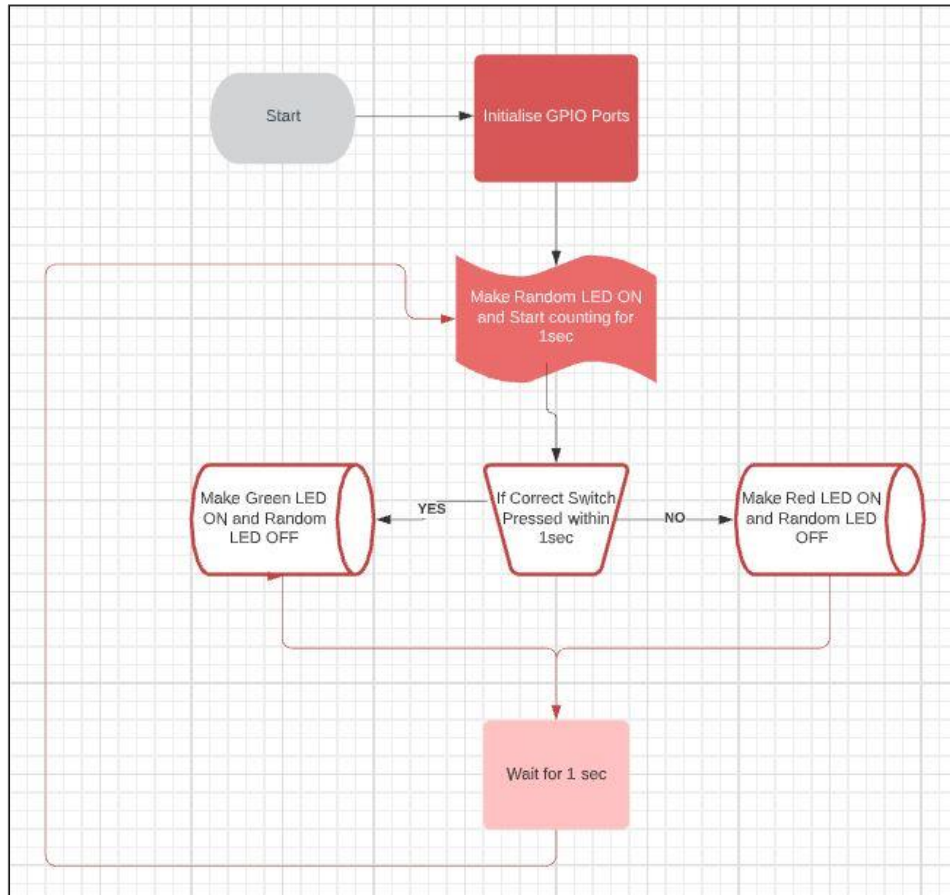 Start
Initialise GPIO Ports
Make Random LED ON
and Start counting for
1sec
Make Green LED
ON and Random
LED OFF
YES
If Correct Switch
Pressed within
1sec
NO
Make Red LED ON
and Random LED
OFF
Wait for 1 sec